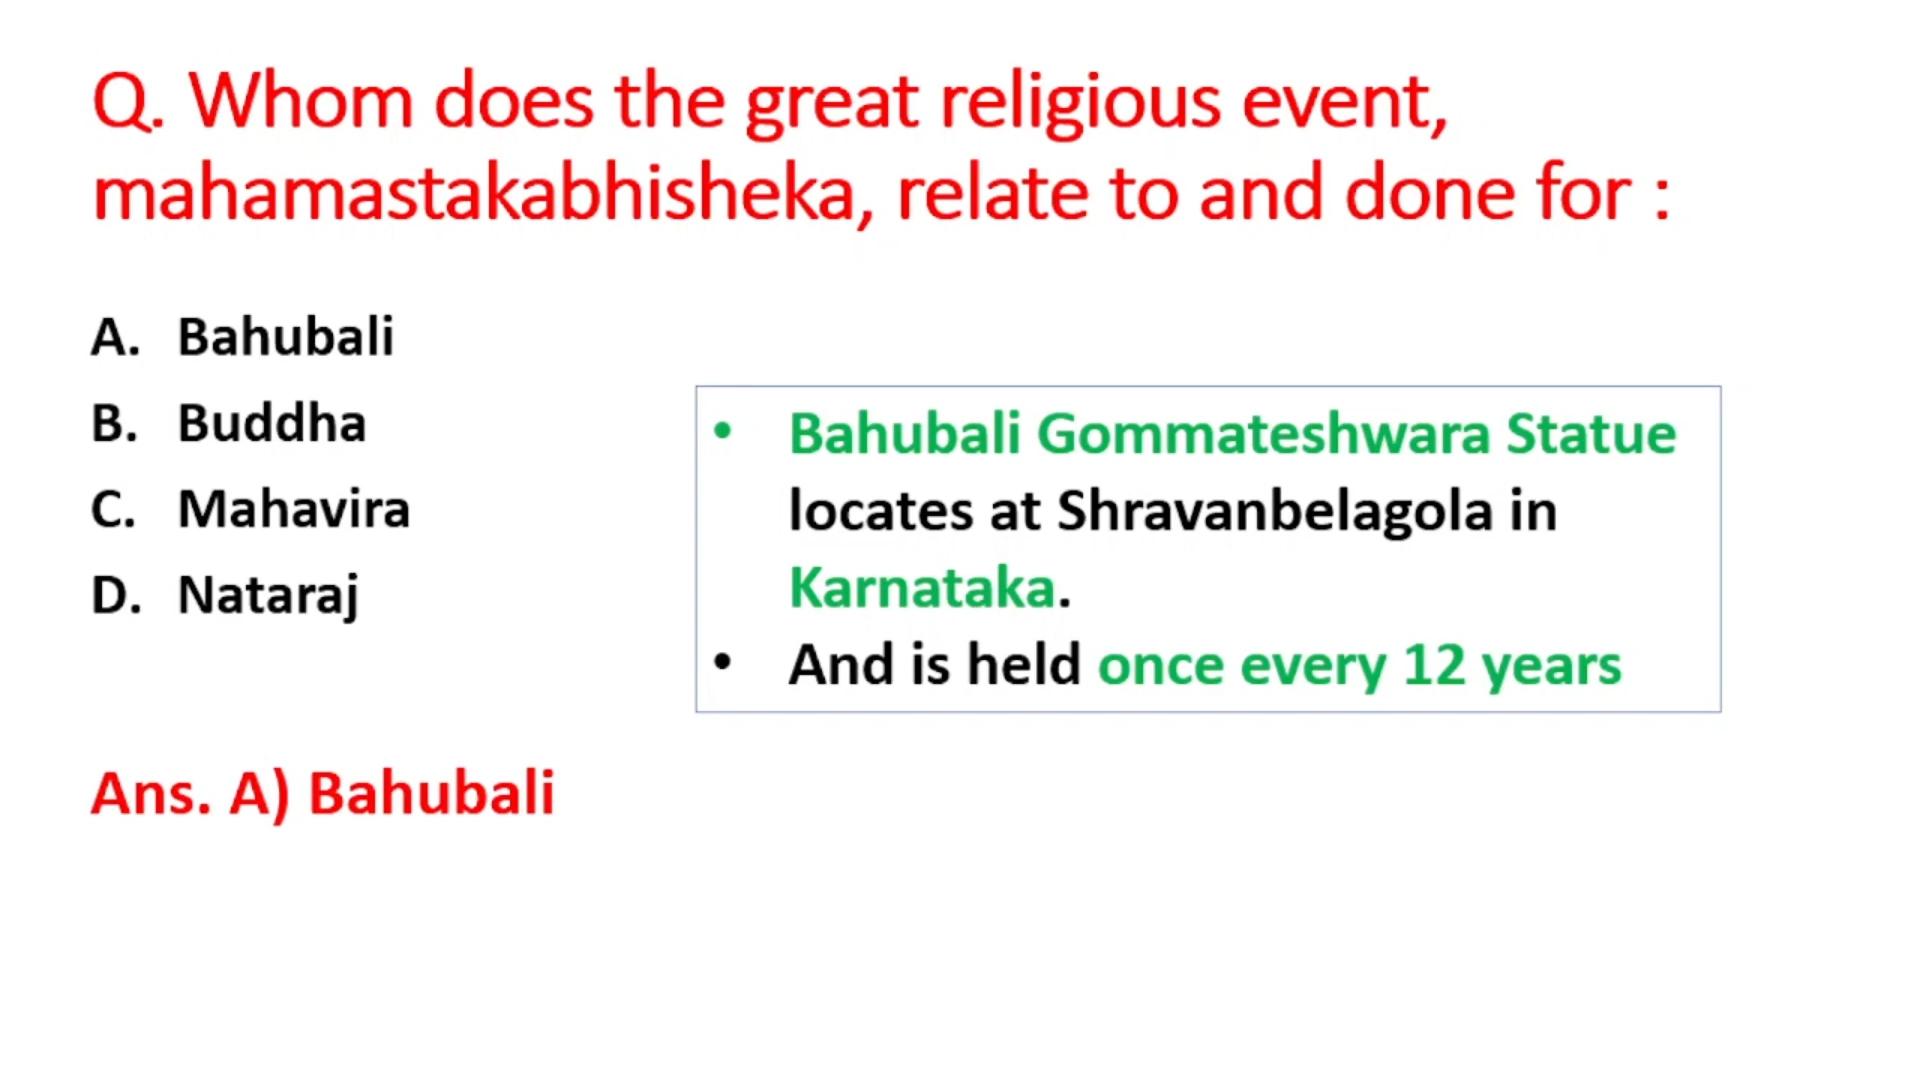 Q. Whom does the great religious event,
mahamastakabhisheka, relate to and done for :
A. Bahubali
B. Buddha
C. Mahavira
D. Nataraj
• Bahubali Gommateshwara Statue
locates at Shravanbelagola in
Karnataka.
• And is held once every 12 years
Ans. A) Bahubali